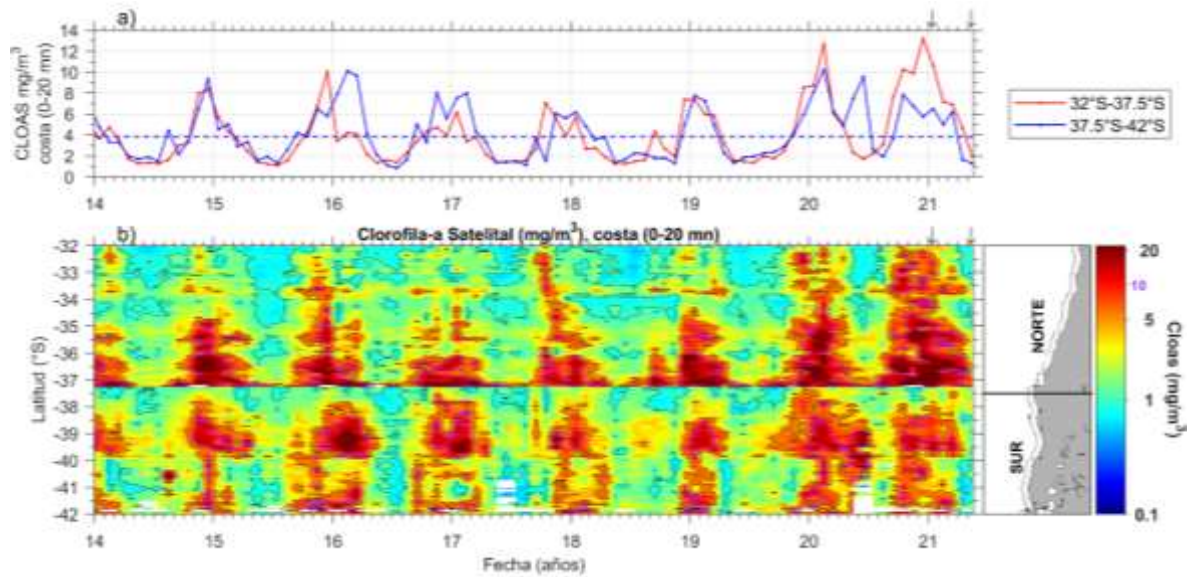 a)
CLOAS mg/m³
costa (0-20 mn)
14
12
10
8
6
4
2
0
14 15 16 17 18 19 20 21
32°S-37.5°S
37.5°S-42°S
b) Clorofila-a Satelital (mg/m³), costa (0-20 mn)
Latitud (°S)
-32
-33
-34
-35
-36
-37
-38
-39
-40
-41
-42
14 15 16 17 18 19 20 21
Fecha (años)
NORTE
SUR
20
10
5
1
0.1
Cloas (mg/m³)